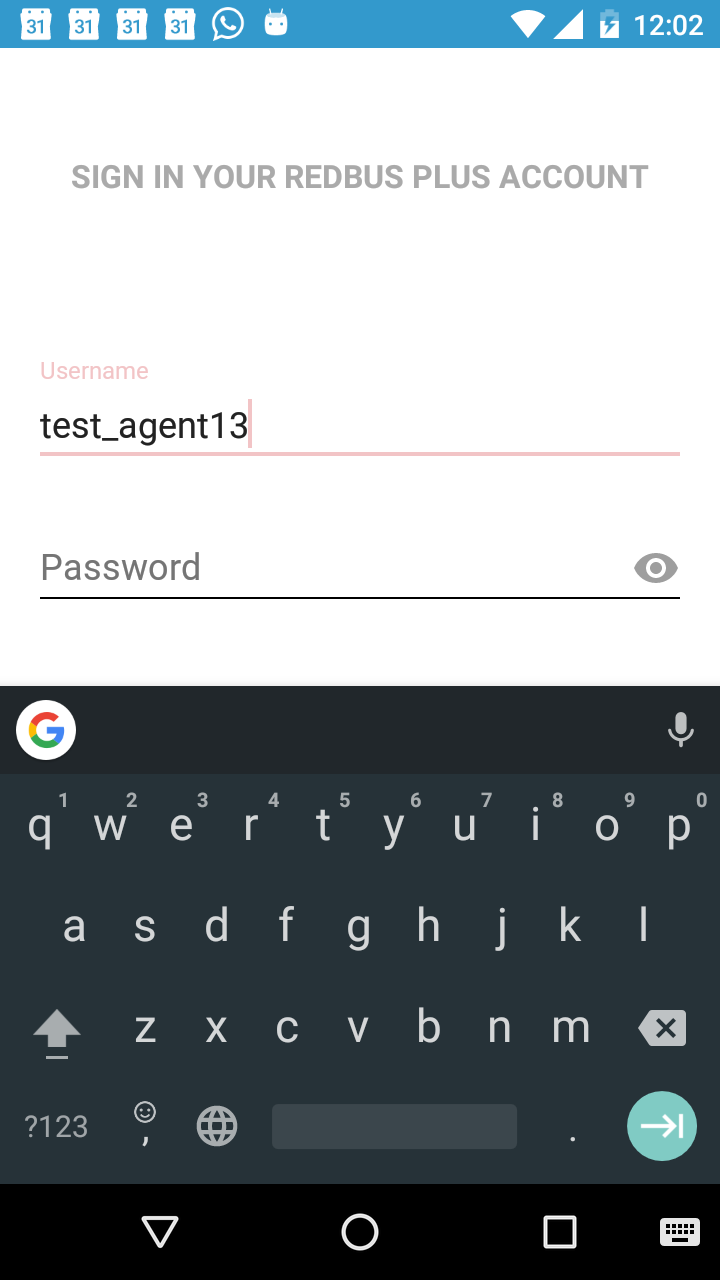 31 31 31 31 12:02
SIGN IN YOUR REDBUS PLUS ACCOUNT
Username
test_agent13
Password
G
1 2 3 4 5 6 7 8 9 0
q w e r t y u i o p
a s d f g h j k l
z x c v b n m
?123 , .